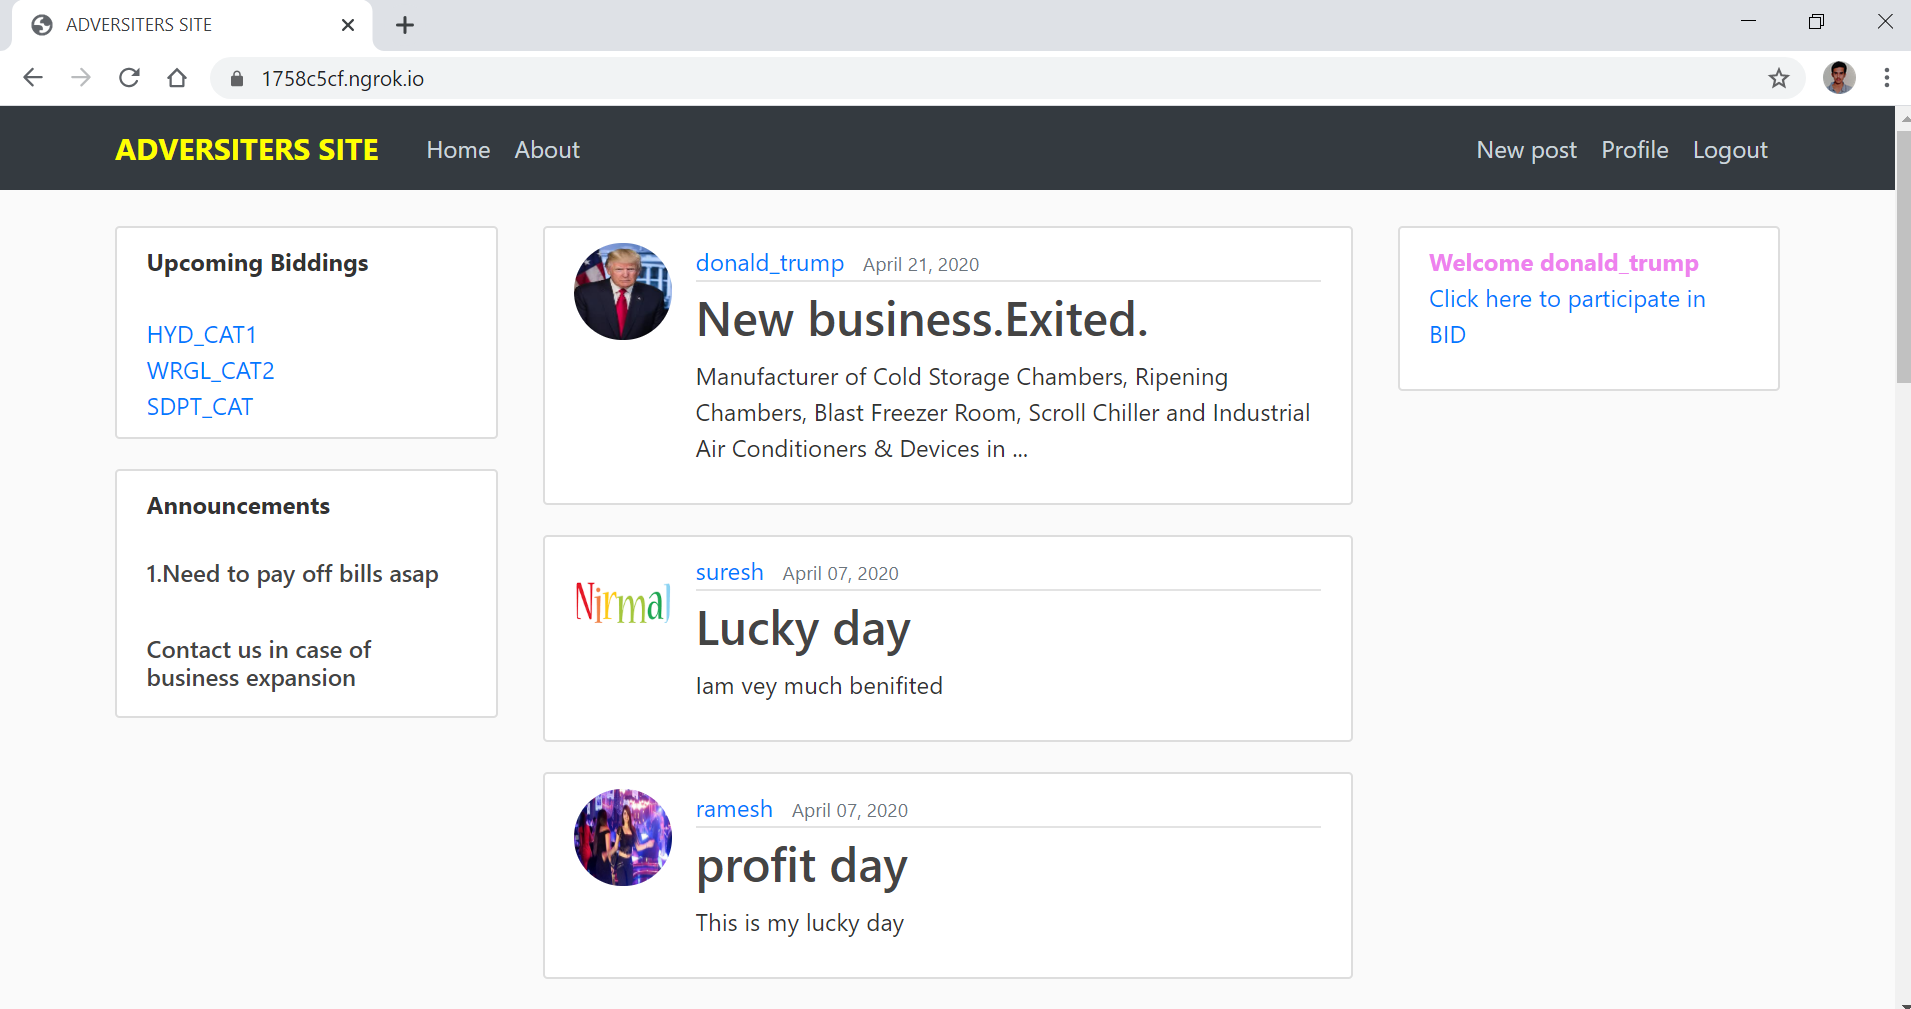 ADVERSITERS SITE
1758c5cf.ngrok.io
ADVERSITERS SITE Home About New post Profile Logout
Upcoming Biddings
HYD_CAT1
WRGL_CAT2
SDPT_CAT
Announcements
1.Need to pay off bills asap
Contact us in case of
business expansion
donald_trump April 21, 2020
New business.Exited.
Manufacturer of Cold Storage Chambers, Ripening
Chambers, Blast Freezer Room, Scroll Chiller and Industrial
Air Conditioners & Devices in ...
suresh April 07, 2020
Nirmal
Lucky day
Iam vey much benifited
ramesh April 07, 2020
profit day
This is my lucky day
Welcome donald_trump
Click here to participate in
BID